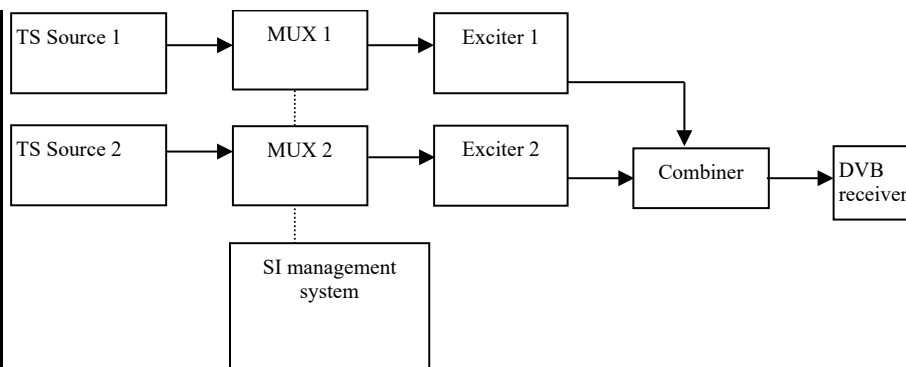 TS Source 1
MUX 1
Exciter 1
TS Source 2
MUX 2
Exciter 2
Combiner
DVB
receiver
SI management
system